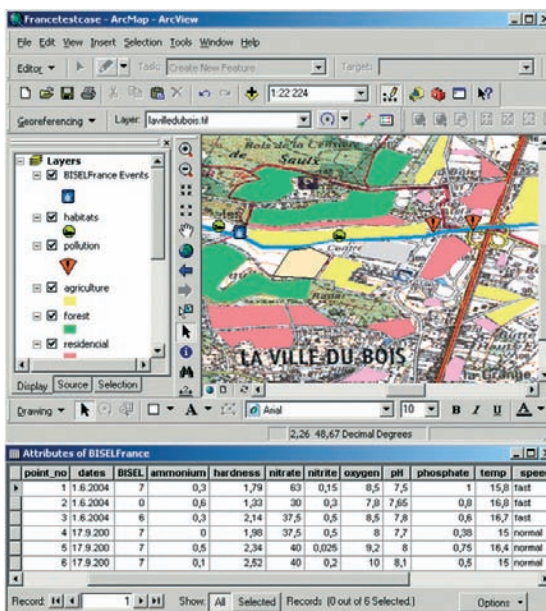 Francetestcase - ArcMap - ArcView
File Edit View Insert Selection Tools Window Help
Editor Task: Create New Feature Target:
1:22 224
Georeferencing Layer: lavilledubois.tif
Layers
BISELFrance Events
habitats
pollution
agriculture
forest
residencial
Display Source Selection
Bois de la
de
Saulx
LA VILLE DU BOIS
la Grange
Drawing A Arial 10 B I U A
2,26 48,67 Decimal Degrees
Attributes of BISELFrance
point_no dates BISEL ammonium hardness nitrate nitrite oxygen pH phosphate temp speed
1 1.6.2004 7 0,3 1,79 63 0,15 8,5 7,5 1 15,8 fast
2 1.6.2004 0 0,6 1,33 30 0,3 7,8 7,65 0,8 16,8 fast
3 1.6.200 6 0,3 2,14 37,5 0,5 8,5 7,8 0,6 16,7 fast
4 17.9.200 7 0 1,98 37,5 0,5 8 7,7 0,38 15 normal
5 17.9.200 7 0,5 2,34 40 0,025 9,2 8 0,75 16,4 normal
6 17.9.200 7 0,1 2,52 40 0,2 10 8,1 0,5 15 normal
Record: 1 Show: All Selected Records (0 out of 6 Selected.) Options